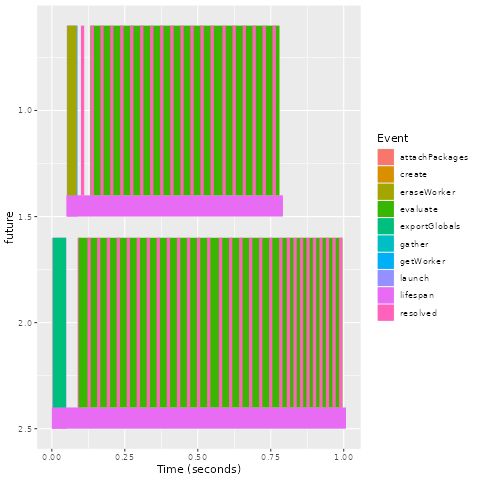 1.0
1.5
2.0
2.5
future
0.00
0.25
0.50
0.75
1.00
Time (seconds)
Event
attachPackages
create
eraseWorker
evaluate
exportGlobals
gather
getWorker
launch
lifespan
resolved